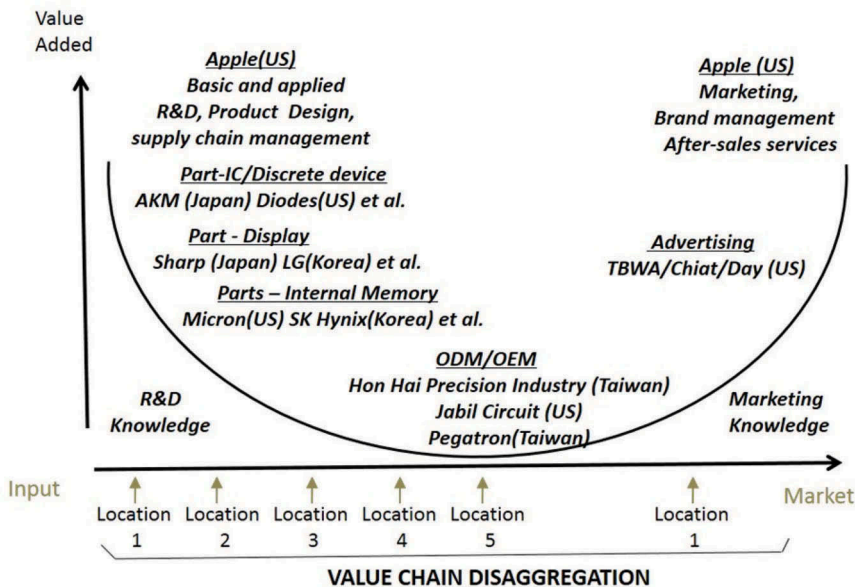 Value
Added
Apple(US)
Basic and applied
R&D, Product Design,
supply chain management
Apple (US)
Marketing,
Brand management
After-sales services
Part-IC/Discrete device
AKM (Japan) Diodes(US) et al.
Part - Display
Sharp (Japan) LG(Korea) et al.
Advertising
TBWA/Chiat/Day (US)
Parts – Internal Memory
Micron(US) SK Hynix(Korea) et al.
ODM/OEM
Hon Hai Precision Industry (Taiwan)
Jabil Circuit (US)
Pegatron(Taiwan)
R&D
Knowledge
Marketing
Knowledge
Input
Market
Location
1
Location
2
Location
3
Location
4
Location
5
Location
1
VALUE CHAIN DISAGGREGATION